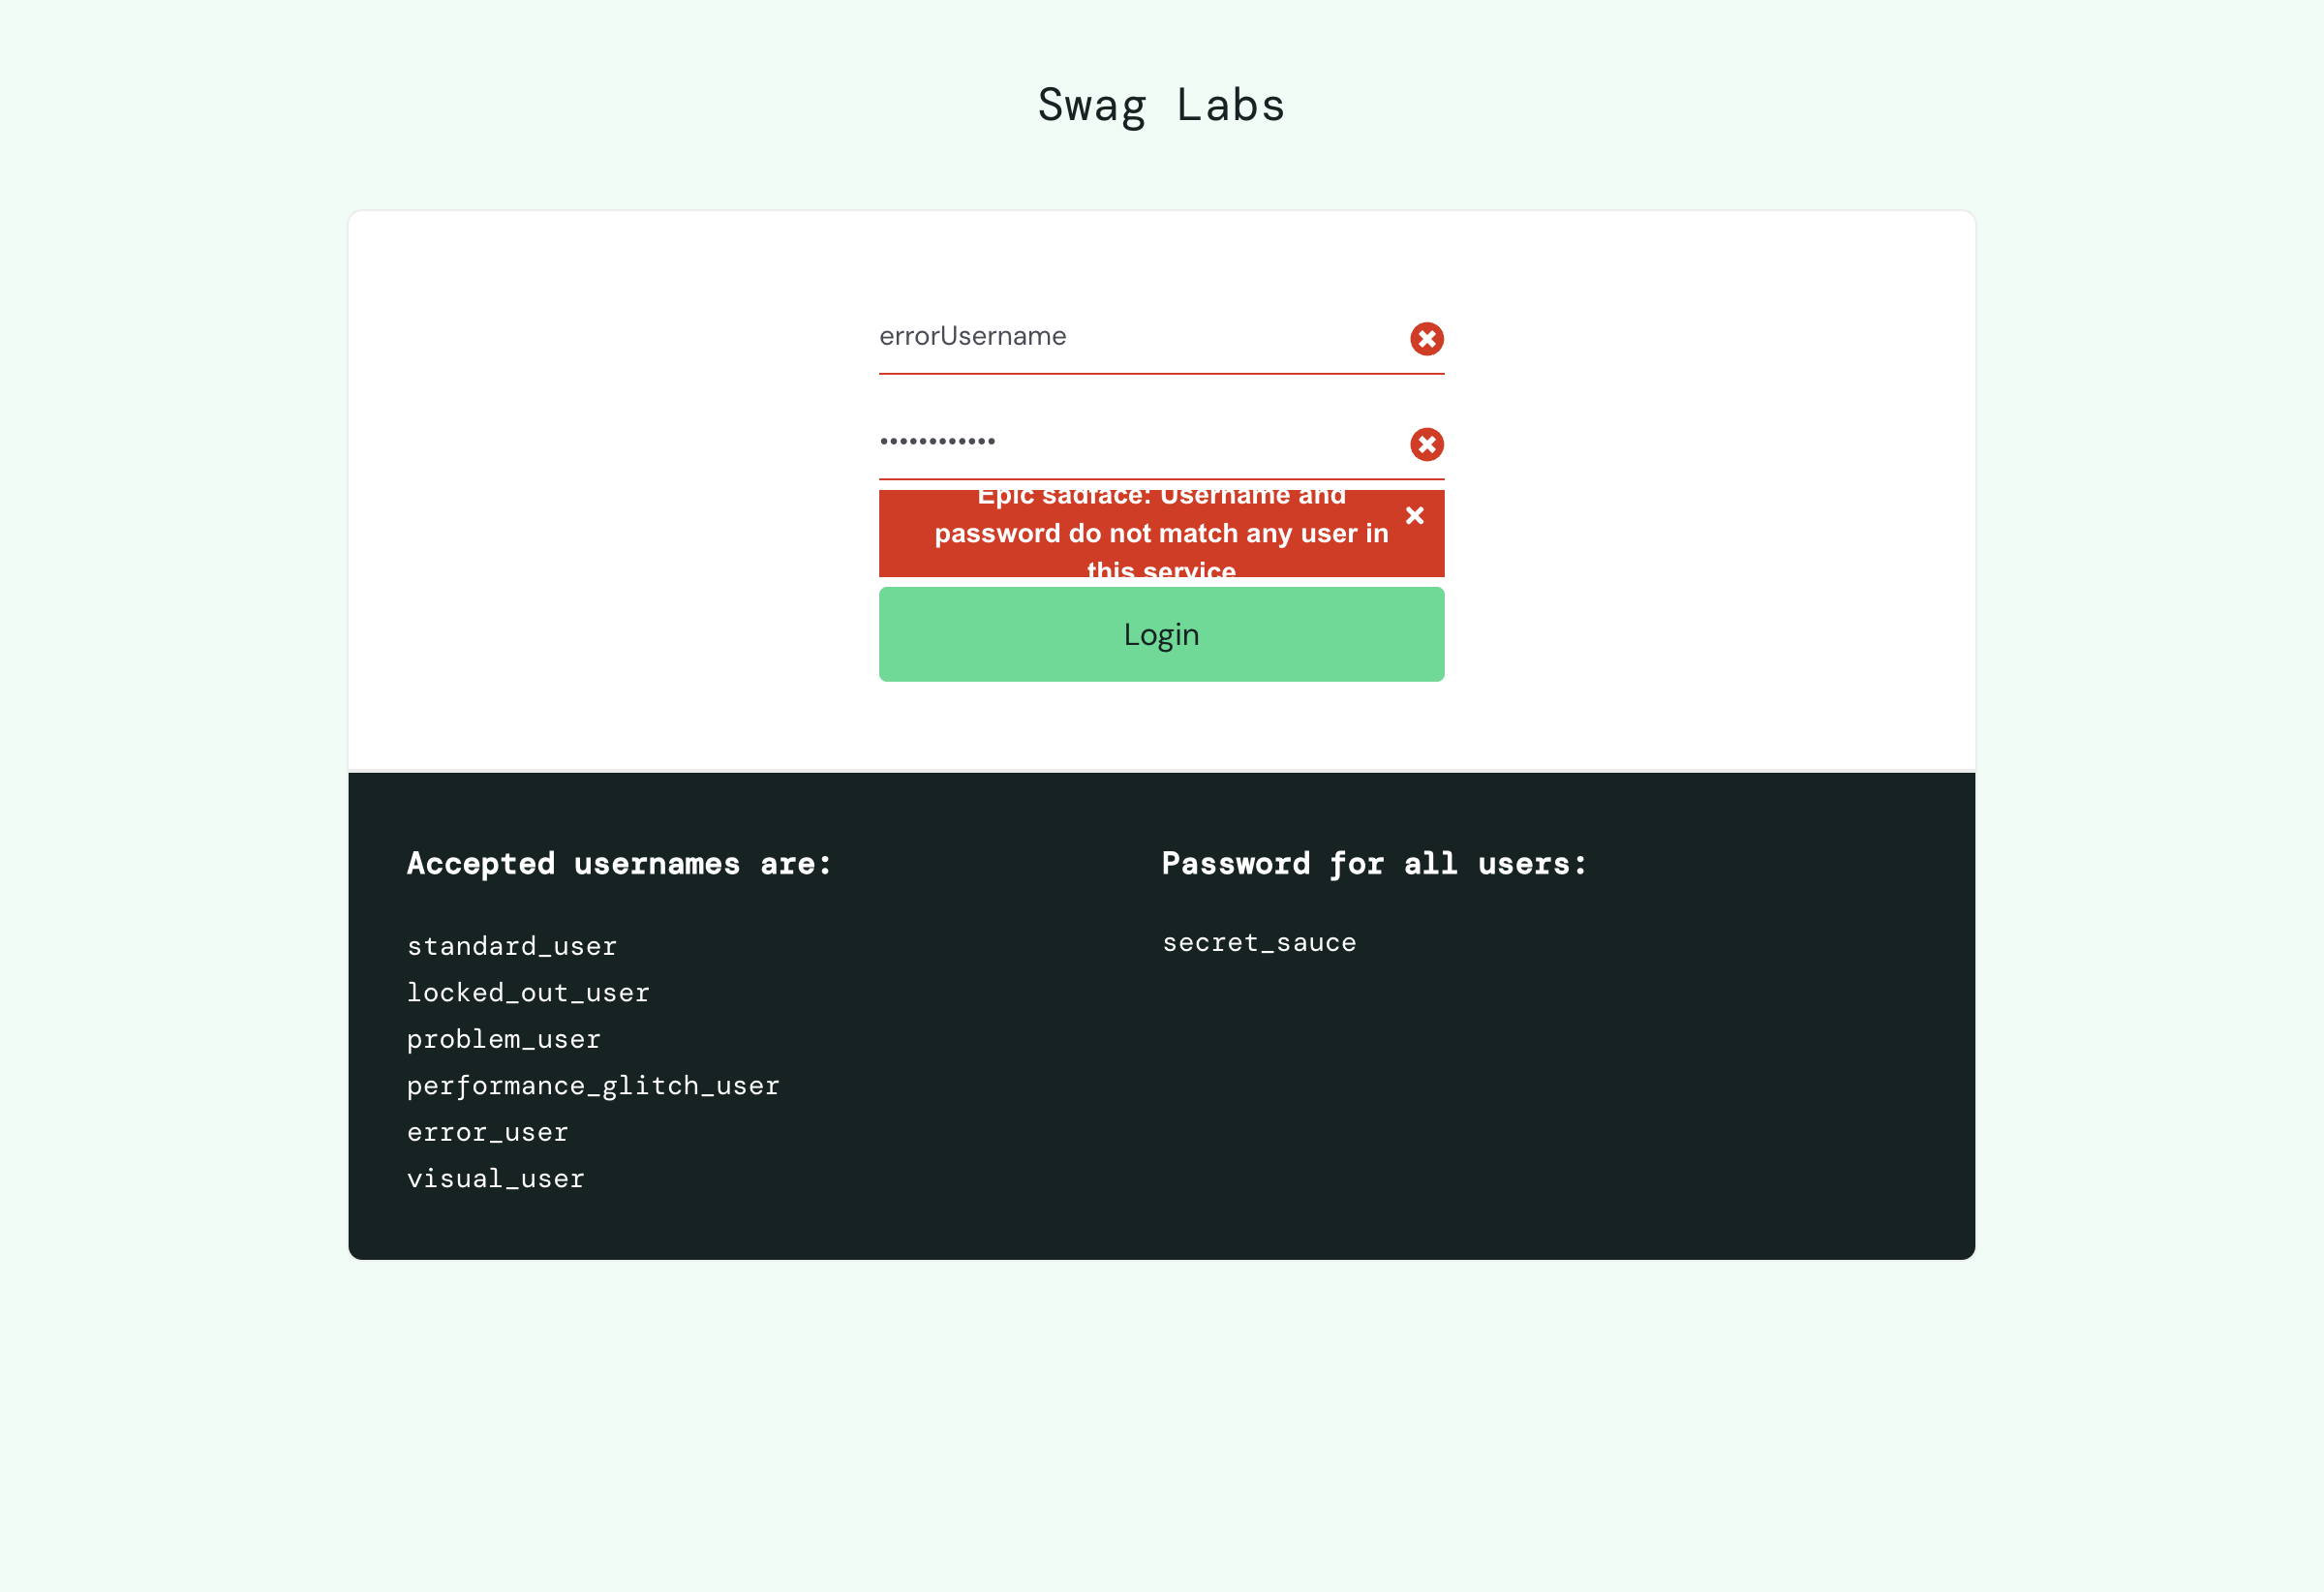 Swag Labs
errorUsername
••••••••••••
Epic sadface: Username and
password do not match any user in
this service
Login
Accepted usernames are:
standard_user
locked_out_user
problem_user
performance_glitch_user
error_user
visual_user
Password for all users:
secret_sauce